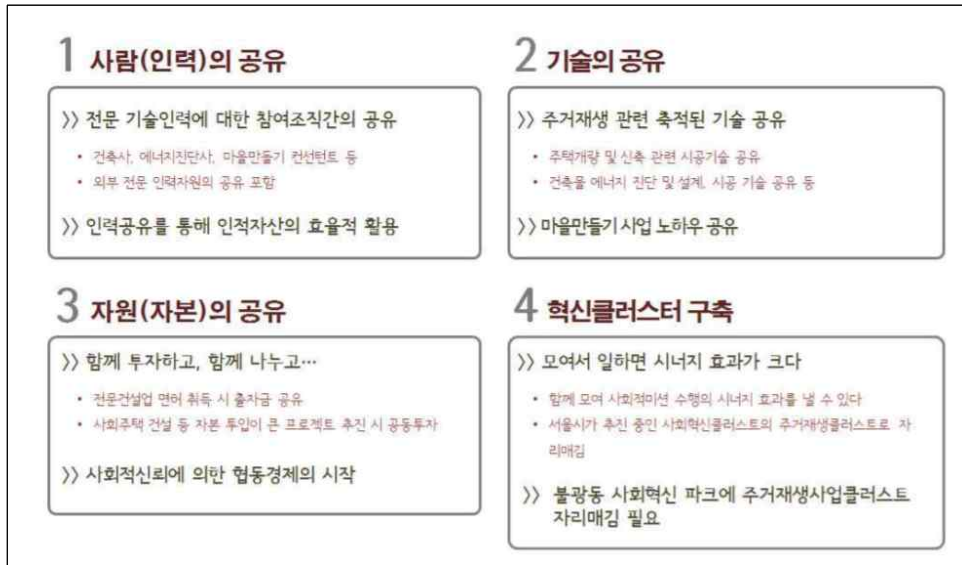 1 사람(인력)의 공유
>> 전문 기술인력에 대한 참여조직간의 공유
• 건축사, 에너지진단사, 마을만들기 컨설턴트 등
• 외부 전문 인력자원의 공유 포함
>> 인력공유를 통해 인적자산의 효율적 활용
2 기술의 공유
>> 주거재생 관련 축적된 기술 공유
• 주택개량 및 신축 관련 시공기술 공유
• 건축물 에너지 진단 및 설계, 시공 기술 공유 등
>> 마을만들기 사업 노하우 공유
3 자원(자본)의 공유
>> 함께 투자하고, 함께 나누고…
• 전문건설업 면허 취득 시 출자금 공유
• 사회주택 건설 등 자본 투입이 큰 프로젝트 추진 시 공동투자
>> 사회적신뢰에 의한 협동경제의 시작
4 혁신클러스터 구축
>> 모여서 일하면 시너지 효과가 크다
• 함께 모여 사회적미션 수행의 시너지 효과를 낼 수 있다
• 서울시가 추진 중인 사회혁신클러스트의 주거재생클러스트로 자
리매김
>> 불광동 사회혁신 파크에 주거재생사업클러스트
자리매김 필요